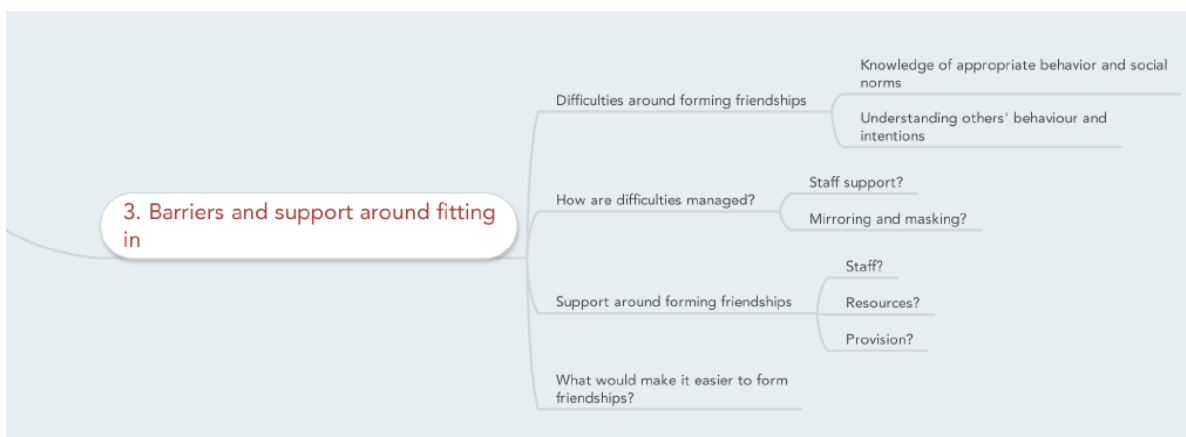 3. Barriers and support around fitting
in
Difficulties around forming friendships
Knowledge of appropriate behavior and social
norms
Understanding others' behaviour and
intentions
How are difficulties managed?
Staff support?
Mirroring and masking?
Support around forming friendships
Staff?
Resources?
Provision?
What would make it easier to form
friendships?